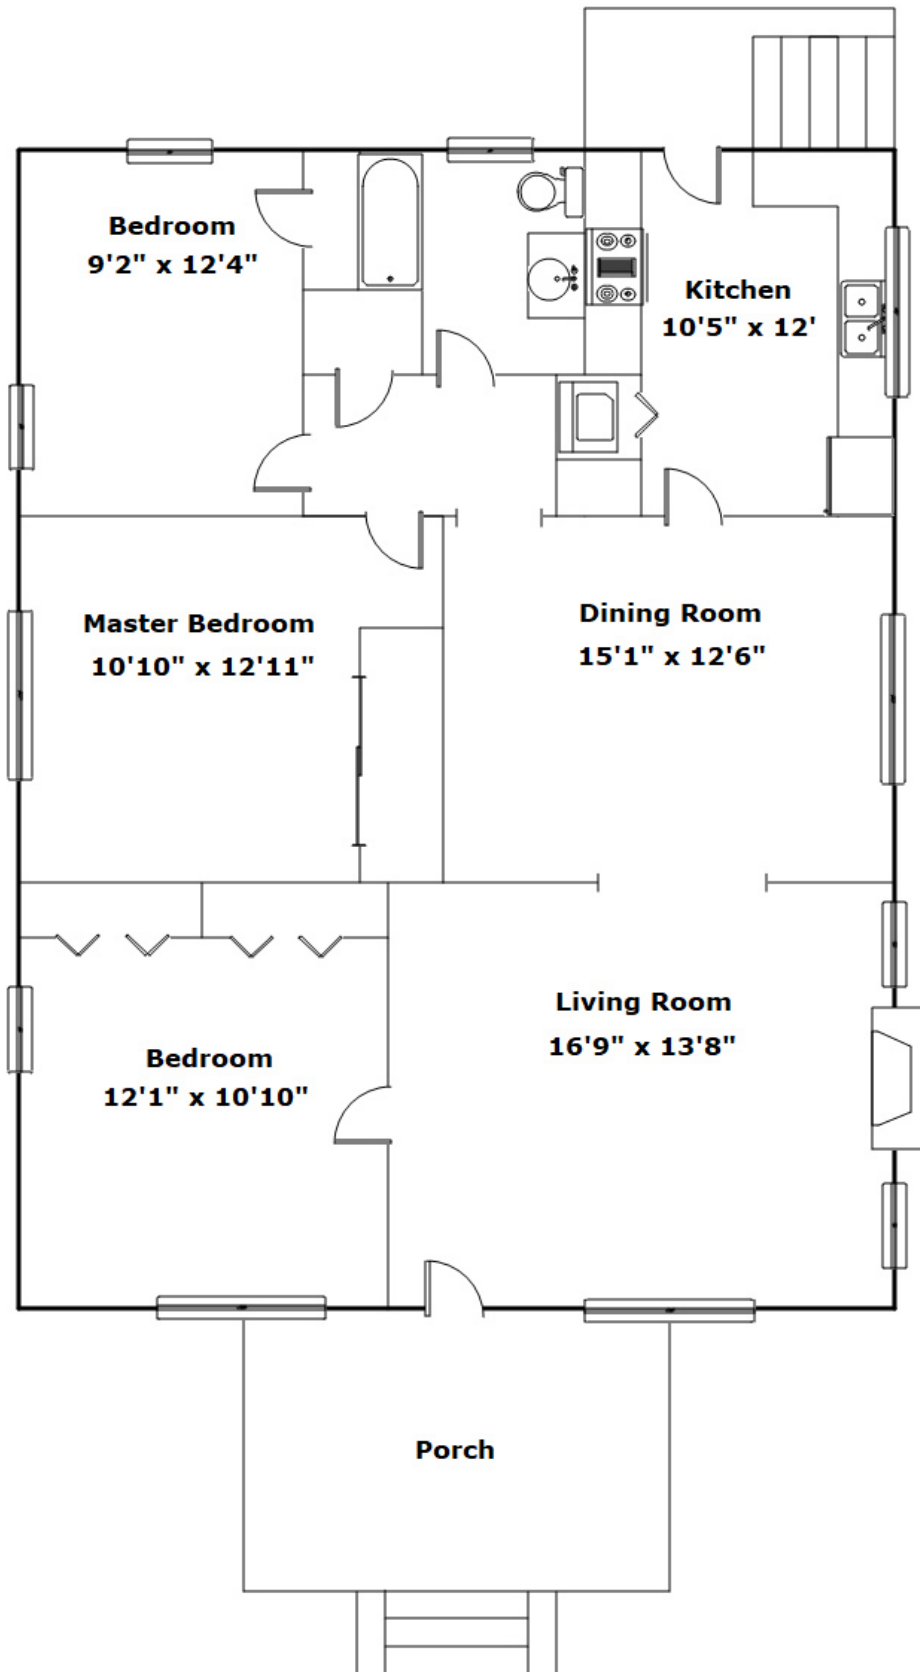 Bedroom
9'2" x 12'4"
Kitchen
10'5" x 12'
Master Bedroom
10'10" x 12'11"
Dining Room
15'1" x 12'6"
Living Room
16'9" x 13'8"
Bedroom
12'1" x 10'10"
Porch